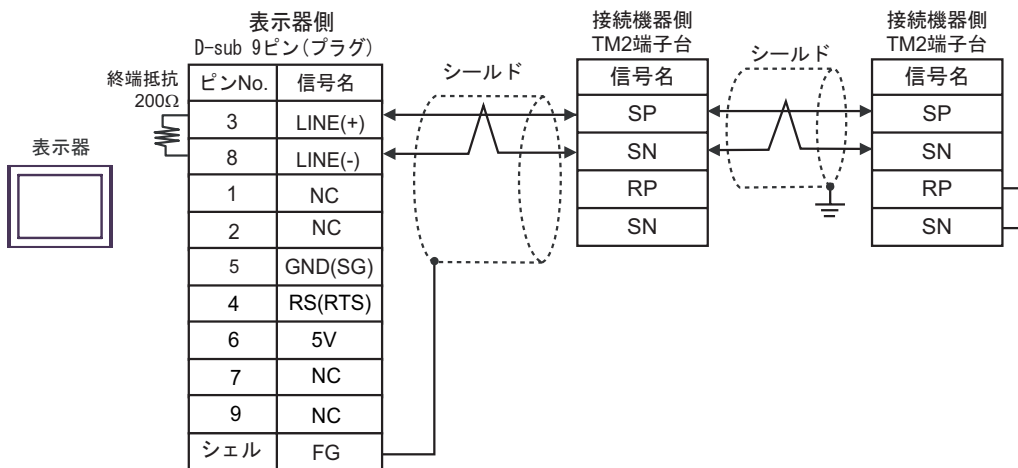 表示器側
D-sub 9ピン(プラグ)
終端抵抗
200Ω
表示器
ピンNo. 信号名
3 LINE(+)
8 LINE(-)
1 NC
2 NC
5 GND(SG)
4 RS(RTS)
6 5V
7 NC
9 NC
シェル FG
シールド
接続機器側
TM2端子台
信号名
SP
SN
RP
SN
シールド
接続機器側
TM2端子台
信号名
SP
SN
RP
SN